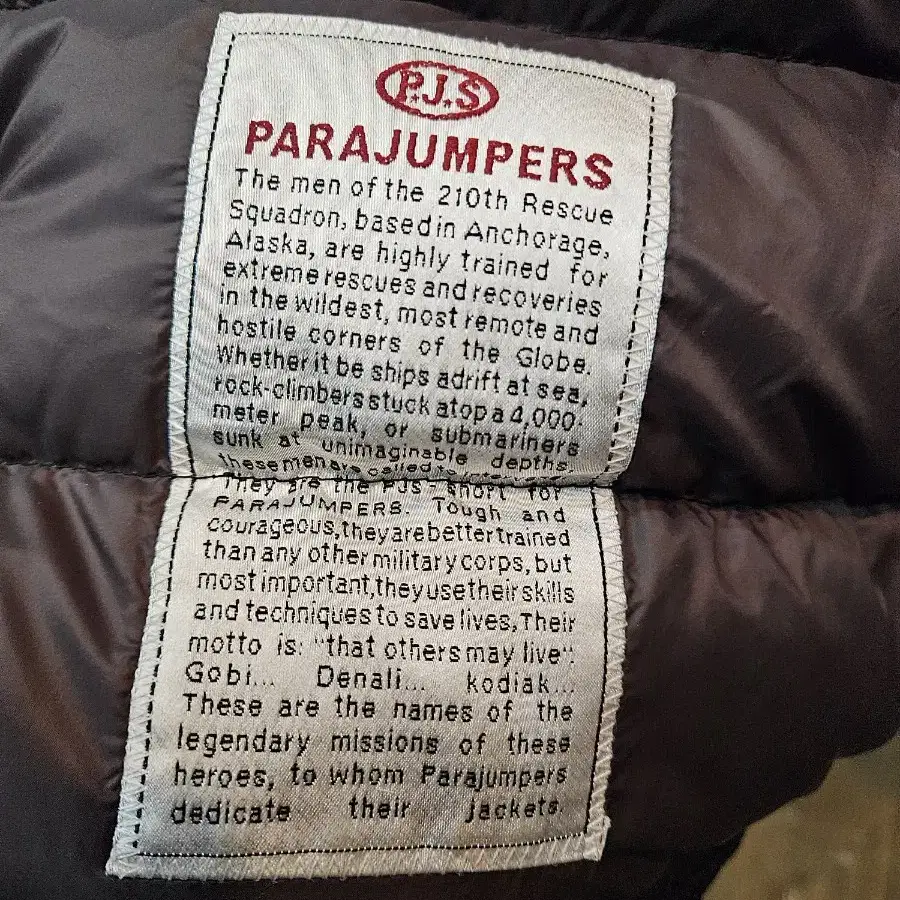 P.J.S
PARAJUMPERS
The men of the 210th Rescue
Squadron, based in Anchorage,
Alaska, are highly trained for
extreme rescues and recoveries
in the wildest, most remote and
hostile corners of the Globe.
Whether it be ships adrift at sea,
rock-climbers stuck atop a 4,000-
meter peak, or submariners
sunk at unimaginable depths,
these men are called to
They are the PJs - short for
PARAJUMPERS. Tough and
courageous, they are better trained
than any other military corps, but
most important, they use their skills
and techniques to save lives, Their
motto is: "that others may live":
Gobi... Denali... kodiak...
These are the names of the
legendary missions of these
heroes, to whom Parajumpers
dedicate their jackets.